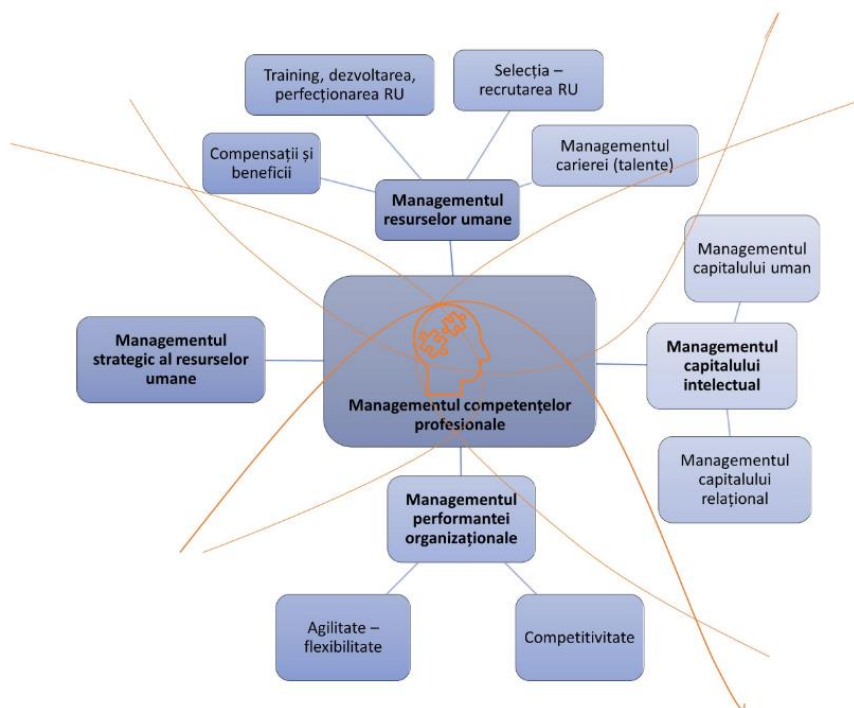 Training, dezvoltarea,
perfecționarea RU
Selecția –
recrutarea RU
Compensații și
beneficii
Managementul
carierei (talente)
Managementul
resurselor umane
Managementul
capitalului uman
Managementul
strategic al resurselor
umane
Managementul
capitalului
intelectual
Managementul competențelor
profesionale
Managementul
capitalului
relațional
Managementul
performantei
organizaționale
Agilitate –
flexibilitate
Competitivitate